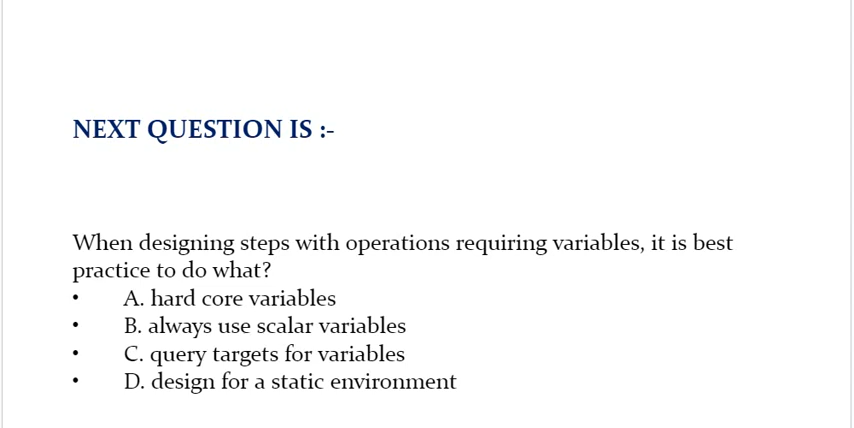 NEXT QUESTION IS :-
When designing steps with operations requiring variables, it is best
practice to do what?
• A. hard core variables
• B. always use scalar variables
• C. query targets for variables
• D. design for a static environment